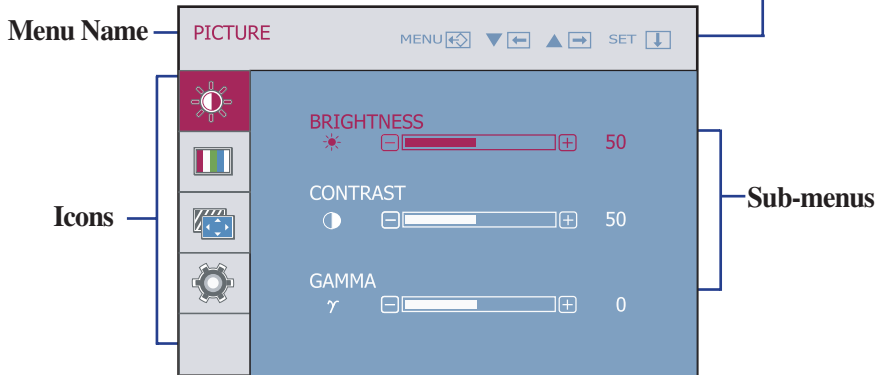 Menu Name
PICTURE
MENU ▼ ▲ SET
BRIGHTNESS
50
Icons
CONTRAST
50
Sub-menus
GAMMA
γ 0